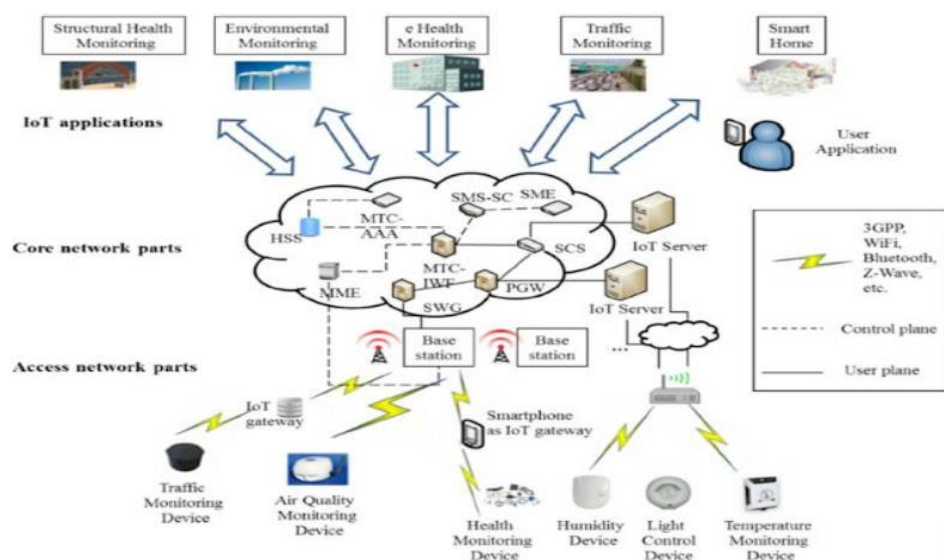 Structural Health
Monitoring
Environmental
Monitoring
e Health
Monitoring
Traffic
Monitoring
Smart
Home
IoT applications
User
Application
SMS-SC
SME
HSS
MTC-
AAA
IoT Server
Core network parts
SCS
MTC-
IWF
MME
PGW
SWG
IoT Server
3GPP,
WiFi,
Bluetooth,
Z-Wave,
etc.
Control plane
User plane
Access network parts
Base
station
Base
station
...
IoT
gateway
Smartphone
as IoT gateway
Traffic
Monitoring
Device
Air Quality
Monitoring
Device
Health
Monitoring Device
Humidity
Device
Light
Control
Device
Temperature
Monitoring Device